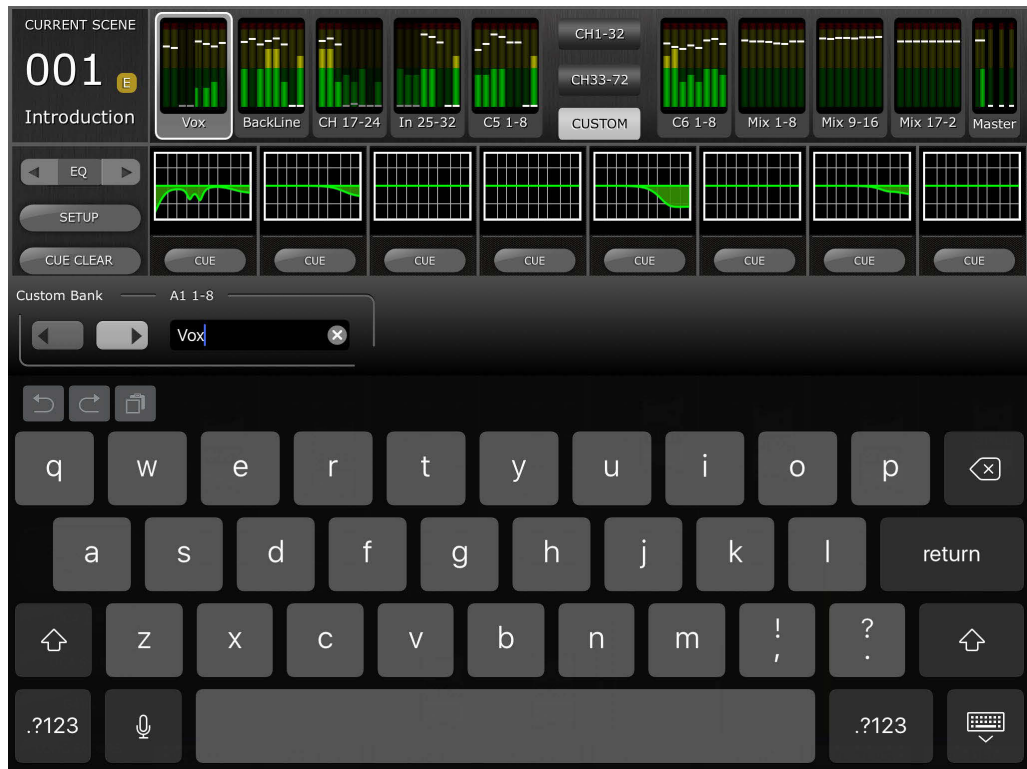 CURRENT SCENE
001 E
Introduction
Vox
BackLine
CH 17-24
In 25-32
C5 1-8
CH1-32
CH33-72
CUSTOM
C6 1-8
Mix 1-8
Mix 9-16
Mix 17-2
Master
EQ
SETUP
CUE CLEAR
CUE CUE CUE CUE CUE CUE CUE CUE
Custom Bank A1 1-8
Vox
q w e r t y u i o p
a s d f g h j k l return
z x c v b n m ! , ? .
.?123 .?123